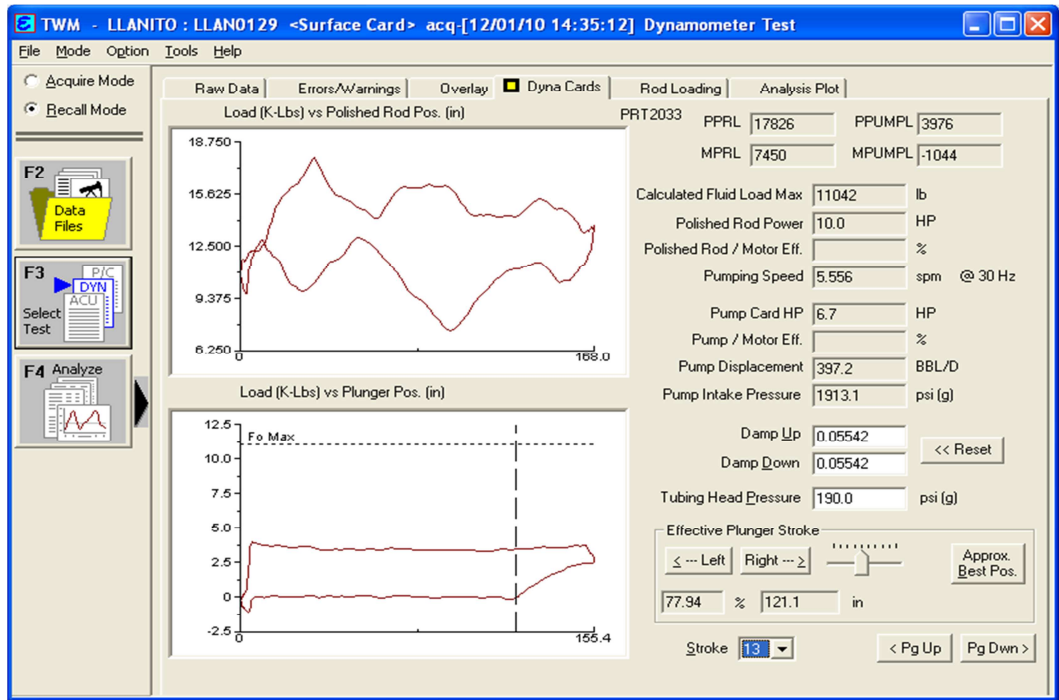 TWM - LLANITO : LLAN0129 <Surface Card> acq-[12/01/10 14:35:12] Dynamometer Test
File Mode Option Tools Help
Acquire Mode
Recall Mode
F2
Data
Files
F3
P/C
DYN
ACU
Select
Test
F4 Analyze
Raw Data Errors/Warnings Overlay Dyna Cards Rod Loading Analysis Plot
Load (K-Lbs) vs Polished Rod Pos. (in)
18.750
15.625
12.500
9.375
6.250
0 168.0
Load (K-Lbs) vs Plunger Pos. (in)
12.5
Fo Max
10.0
7.5
5.0
2.5
0
-2.5
0 155.4
PRT2033 PPRL 17826 PPUMPL 3976
MPRL 7450 MPUMPL -1044
Calculated Fluid Load Max 11042 lb
Polished Rod Power 10.0 HP
Polished Rod / Motor Eff. %
Pumping Speed 5.556 spm @ 30 Hz
Pump Card HP 6.7 HP
Pump / Motor Eff. %
Pump Displacement 397.2 BBL/D
Pump Intake Pressure 1913.1 psi (g)
Damp Up 0.05542
<< Reset
Damp Down 0.05542
Tubing Head Pressure 190.0 psi (g)
Effective Plunger Stroke
< --- Left Right --- > Approx.
Best Pos.
77.94 % 121.1 in
Stroke 13 < Pg Up Pg Dwn >